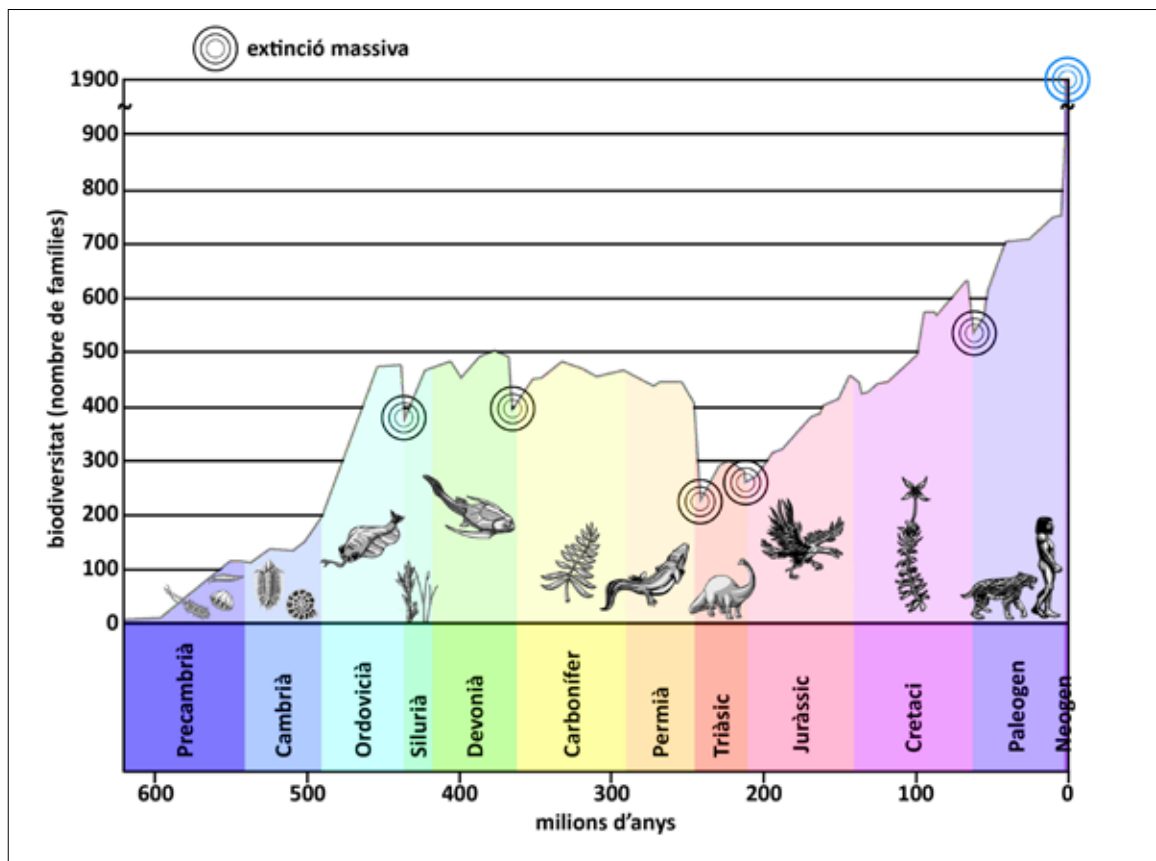 extinció massiva
1900
900
800
700
600
500
400
300
200
100
0
biodiversitat (nombre de famílies)
Precambrià
Cambrià
Ordovicià
Silurià
Devonià
Carbonífer
Permià
Triàsic
Juràssic
Cretaci
Paleogen
Neogen
600 500 400 300 200 100 0
milions d'anys